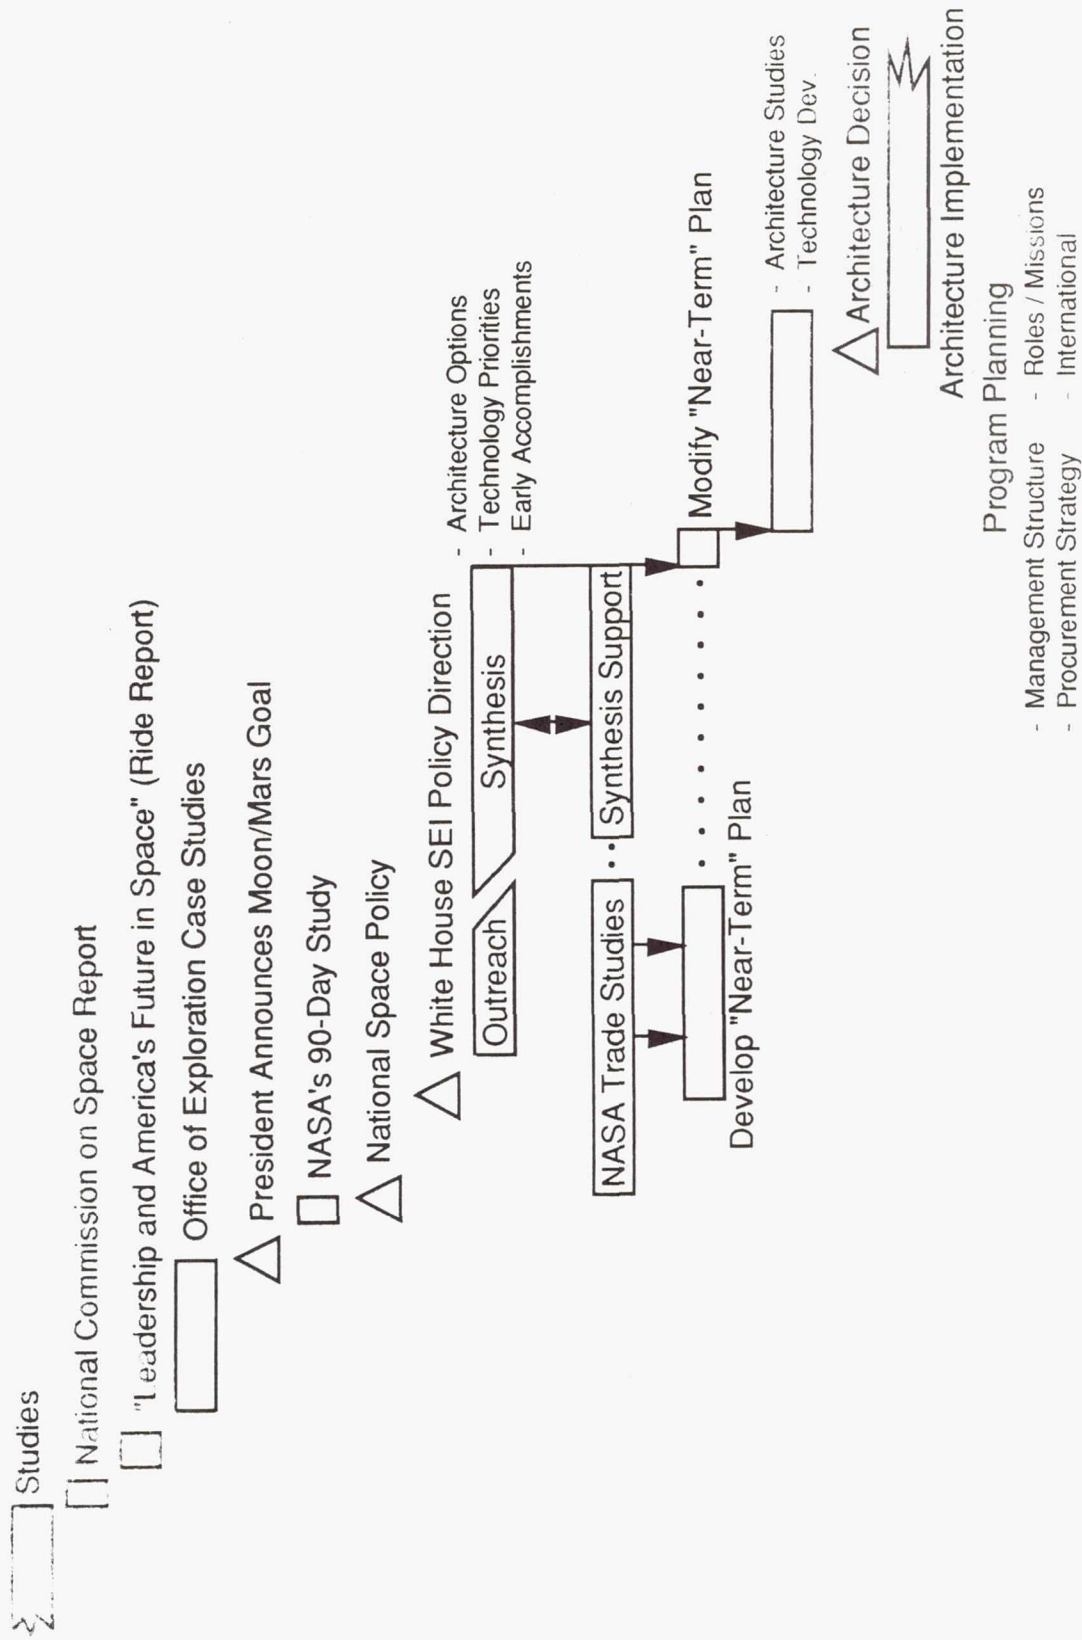 Studies
National Commission on Space Report
"Leadership and America's Future in Space" (Ride Report)
Office of Exploration Case Studies
President Announces Moon/Mars Goal
NASA's 90-Day Study
National Space Policy
White House SEI Policy Direction
Outreach
Synthesis
- Architecture Options
- Technology Priorities
- Early Accomplishments
NASA Trade Studies
Synthesis Support
Develop "Near-Term" Plan
Modify "Near-Term" Plan
- Architecture Studies
- Technology Dev.
Architecture Decision
Architecture Implementation
Program Planning
- Management Structure - Roles / Missions
- Procurement Strategy - International